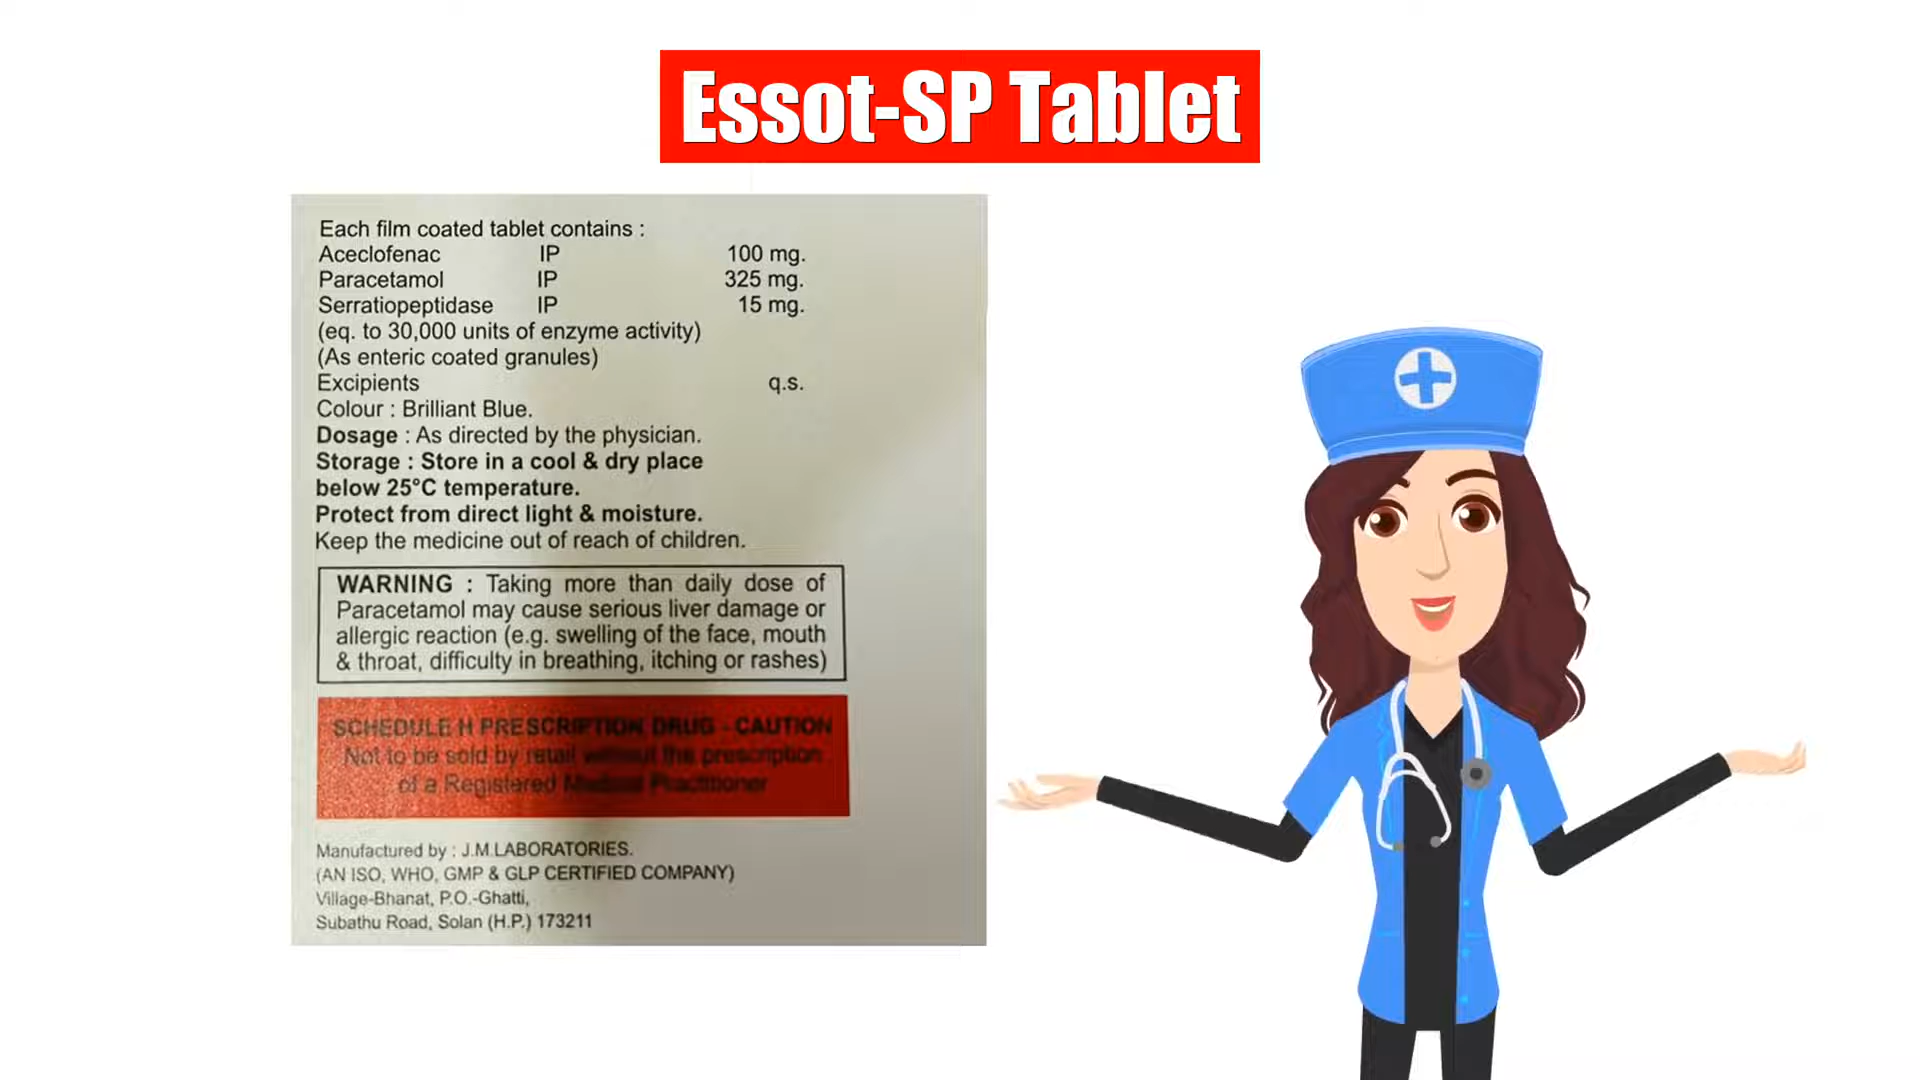 Essot-SP Tablet
Each film coated tablet contains :
Aceclofenac IP 100 mg.
Paracetamol IP 325 mg.
Serratiopeptidase IP 15 mg.
(eq. to 30,000 units of enzyme activity)
(As enteric coated granules)
Excipients q.s.
Colour : Brilliant Blue.
Dosage : As directed by the physician.
Storage : Store in a cool & dry place
below 25°C temperature.
Protect from direct light & moisture.
Keep the medicine out of reach of children.
WARNING : Taking more than daily dose of
Paracetamol may cause serious liver damage or
allergic reaction (e.g. swelling of the face, mouth
& throat, difficulty in breathing, itching or rashes)
SCHEDULE H PRESCRIPTION DRUG - CAUTION
Not to be sold by retail without the prescription
of a Registered Medical Practitioner
Manufactured by : J.M.LABORATORIES.
(AN ISO, WHO, GMP & GLP CERTIFIED COMPANY)
Village-Bhanat, P.O.-Ghatti,
Subathu Road, Solan (H.P.) 173211